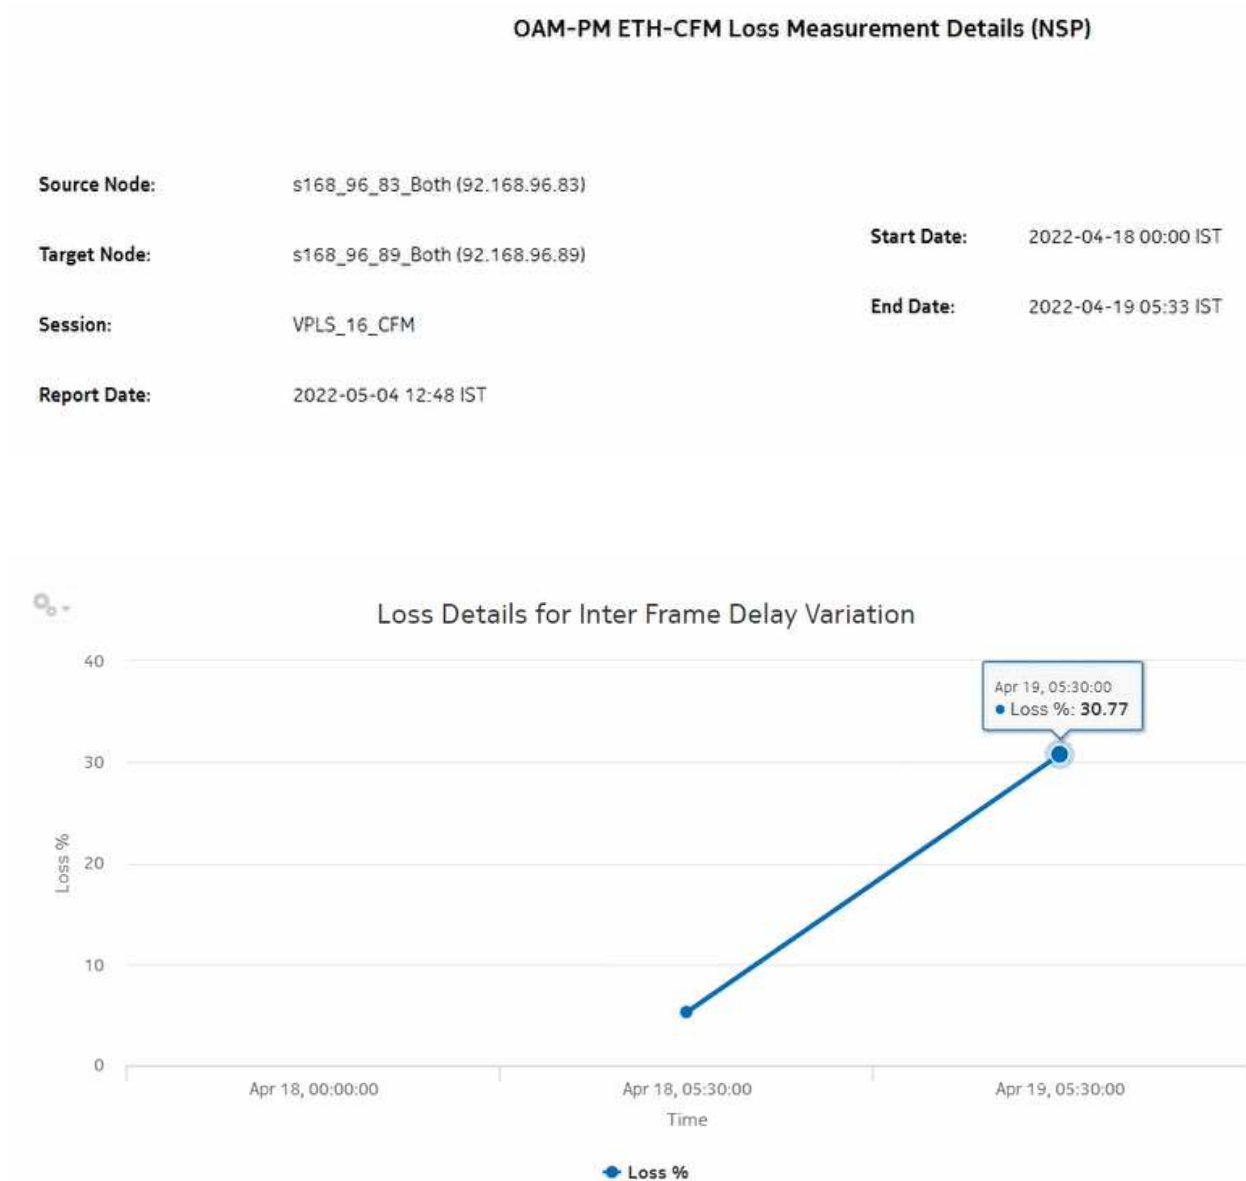 OAM-PM ETH-CFM Loss Measurement Details (NSP)
Source Node: s168_96_83_Both (92.168.96.83)
Target Node: s168_96_89_Both (92.168.96.89)
Session: VPLS_16_CFM
Report Date: 2022-05-04 12:48 IST
Start Date: 2022-04-18 00:00 IST
End Date: 2022-04-19 05:33 IST
Loss Details for Inter Frame Delay Variation
Loss %
40
30
20
10
0
Apr 19, 05:30:00
Loss %: 30.77
Apr 18, 00:00:00
Apr 18, 05:30:00
Apr 19, 05:30:00
Time
Loss %